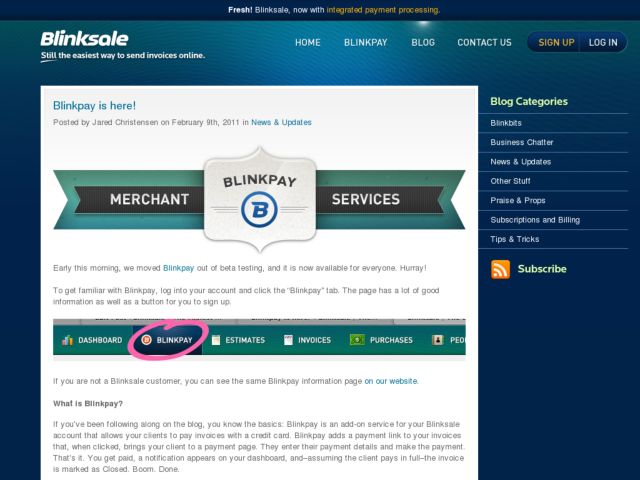 Fresh! Blinksale, now with integrated payment processing.
Blinksale
Still the easiest way to send invoices online.
HOME BLINKPAY BLOG CONTACT US SIGN UP LOG IN
Blinkpay is here!
Posted by Jared Christensen on February 9th, 2011 in News & Updates
MERCHANT BLINKPAY SERVICES
B
Early this morning, we moved Blinkpay out of beta testing, and it is now available for everyone. Hurray!
To get familiar with Blinkpay, log into your account and click the “Blinkpay” tab. The page has a lot of good
information as well as a button for you to sign up.
DASHBOARD BLINKPAY ESTIMATES INVOICES PURCHASES PEO
If you are not a Blinksale customer, you can see the same Blinkpay information page on our website.
What is Blinkpay?
If you’ve been following along on the blog, you know the basics: Blinkpay is an add-on service for your Blinksale
account that allows your clients to pay invoices with a credit card. Blinkpay adds a payment link to your invoices
that, when clicked, brings your client to a payment page. They enter their payment details and make the payment.
That’s it. You get paid, a notification appears on your dashboard, and–assuming the client pays in full–the invoice
is marked as Closed. Boom. Done.
Blog Categories
Blinkbits
Business Chatter
News & Updates
Other Stuff
Praise & Props
Subscriptions and Billing
Tips & Tricks
Subscribe